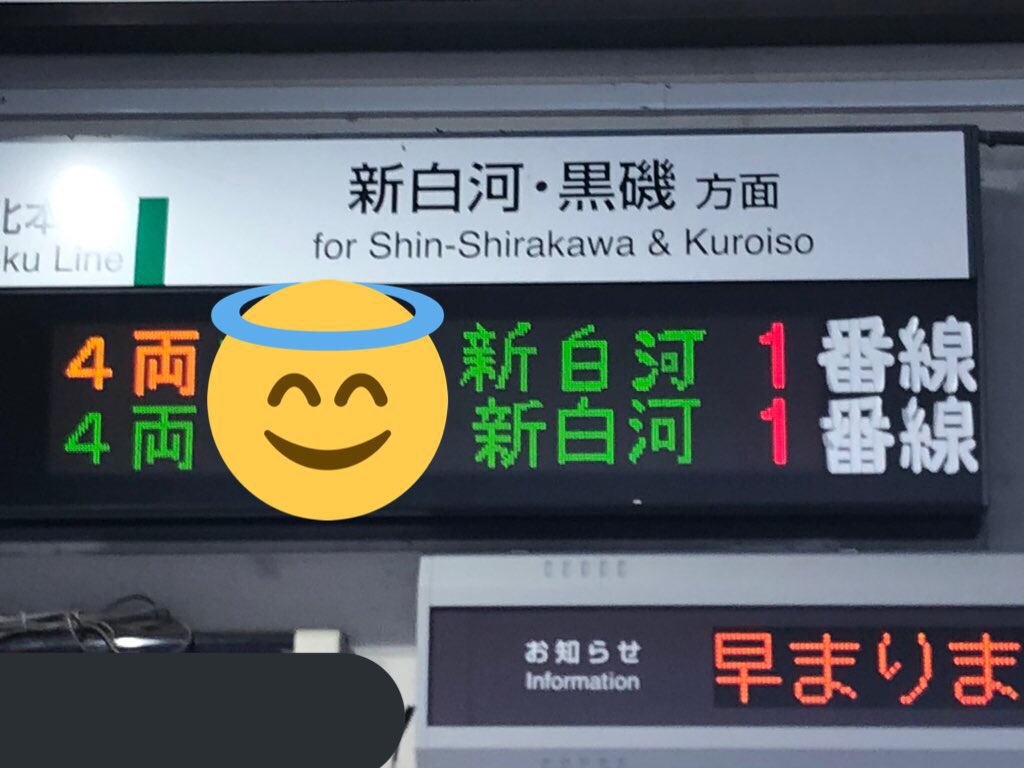 北本
ku Line
新白河・黒磯 方面
for Shin-Shirakawa & Kuroiso
4両 新白河 1番線
4両 新白河 1番線
お知らせ
Information
早まりま